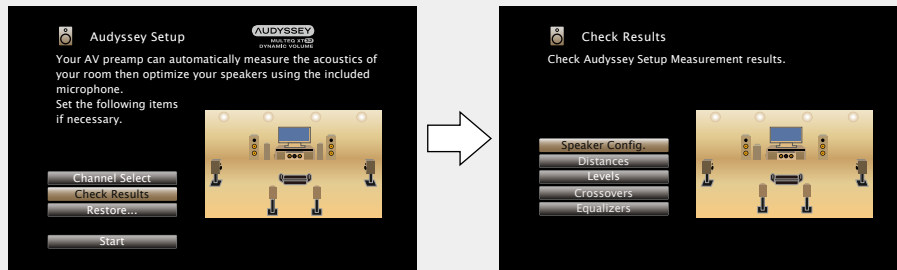 Audyssey Setup
AUDYSSEY
MULTEQ XT32
DYNAMIC VOLUME
Your AV preamp can automatically measure the acoustics of
your room then optimize your speakers using the included
microphone.
Set the following items
if necessary.
Channel Select
Check Results
Restore...
Start
Check Results
Check Audyssey Setup Measurement results.
Speaker Config.
Distances
Levels
Crossovers
Equalizers